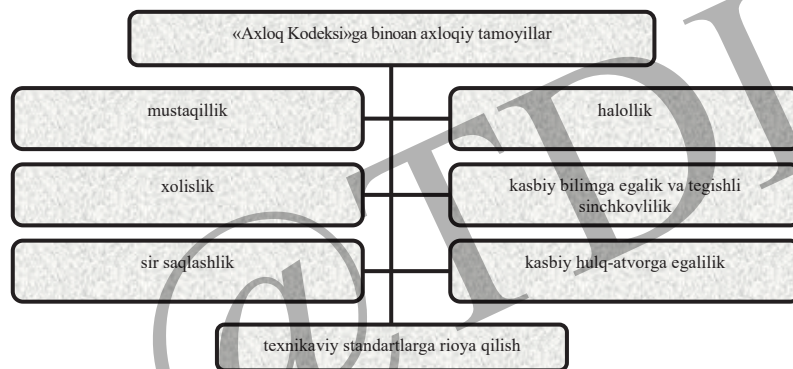 «Axloq Kodeksi»ga binoan axloqiy tamoyillar
mustaqillik
halollik
xolislik
kasbiy bilimga egalik va tegishli
sinchkovlilik
sir saqlashlik
kasbiy hulq-atvorga egalilik
texnikaviy standartlarga rioya qilish
@TDI